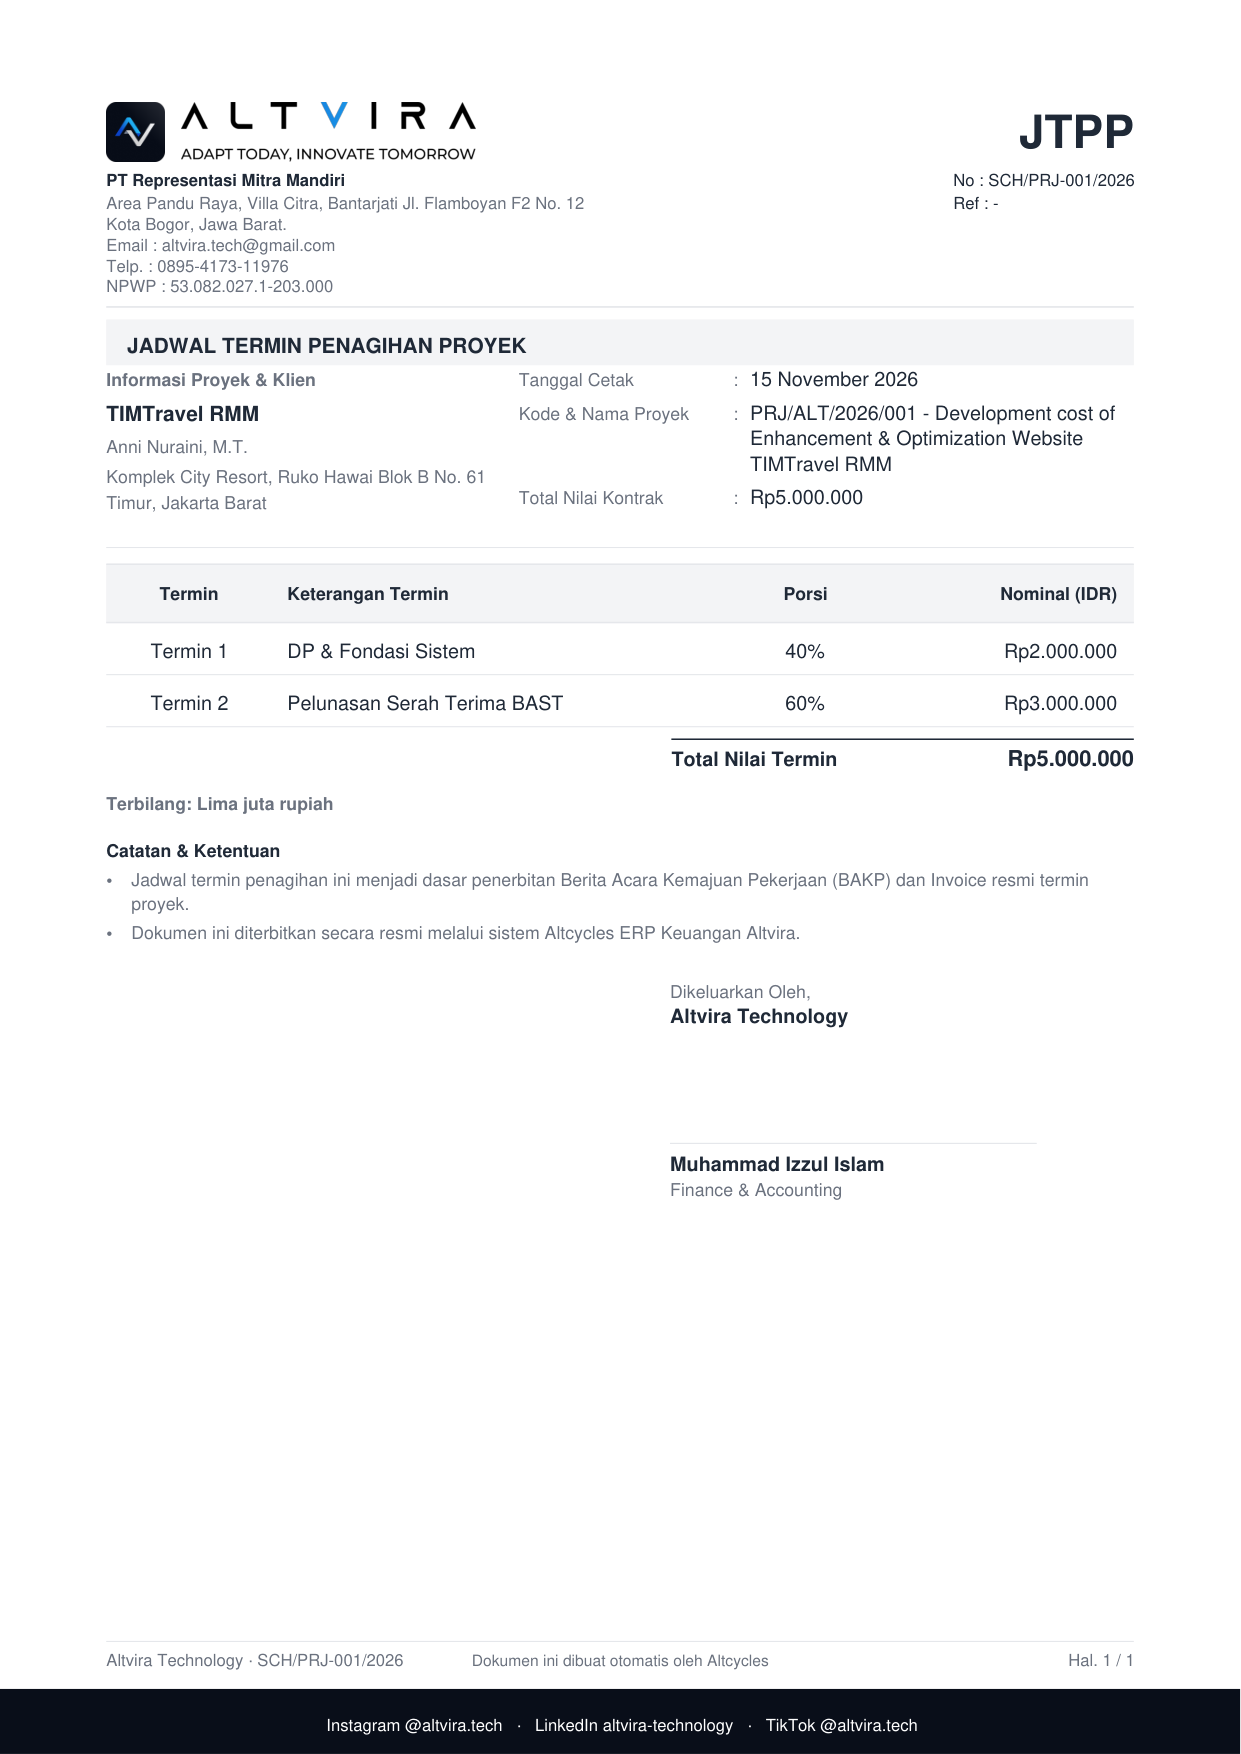 ALTVIRA
ADAPT TODAY, INNOVATE TOMORROW
JTPP
PT Representasi Mitra Mandiri
No : SCH/PRJ-001/2026
Area Pandu Raya, Villa Citra, Bantarjati Jl. Flamboyan F2 No. 12
Ref : -
Kota Bogor, Jawa Barat.
Email : altvira.tech@gmail.com
Telp. : 0895-4173-11976
NPWP : 53.082.027.1-203.000
JADWAL TERMIN PENAGIHAN PROYEK
Informasi Proyek & Klien
TIMTravel RMM
Anni Nuraini, M.T.
Komplek City Resort, Ruko Hawai Blok B No. 61
Timur, Jakarta Barat
Tanggal Cetak : 15 November 2026
Kode & Nama Proyek : PRJ/ALT/2026/001 - Development cost of
Enhancement & Optimization Website
TIMTravel RMM
Total Nilai Kontrak : Rp5.000.000
Termin Keterangan Termin Porsi Nominal (IDR)
Termin 1 DP & Fondasi Sistem 40% Rp2.000.000
Termin 2 Pelunasan Serah Terima BAST 60% Rp3.000.000
Total Nilai Termin Rp5.000.000
Terbilang: Lima juta rupiah
Catatan & Ketentuan
• Jadwal termin penagihan ini menjadi dasar penerbitan Berita Acara Kemajuan Pekerjaan (BAKP) dan Invoice resmi termin
proyek.
• Dokumen ini diterbitkan secara resmi melalui sistem Altcycles ERP Keuangan Altvira.
Dikeluarkan Oleh,
Altvira Technology
Muhammad Izzul Islam
Finance & Accounting
Altvira Technology · SCH/PRJ-001/2026 Dokumen ini dibuat otomatis oleh Altcycles Hal. 1 / 1
Instagram @altvira.tech · LinkedIn altvira-technology · TikTok @altvira.tech